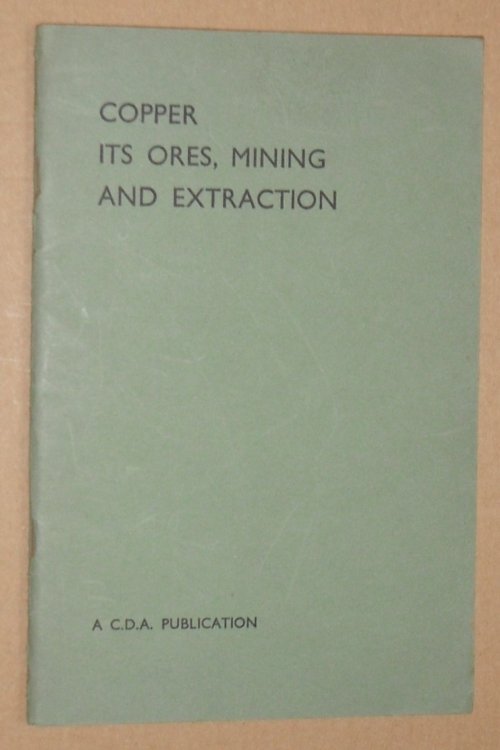 COPPER
ITS ORES, MINING
AND EXTRACTION
A C.D.A. PUBLICATION